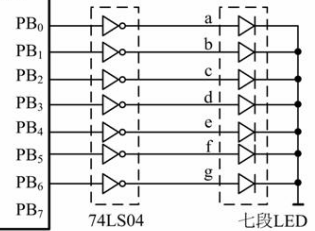 PB0 a
PB1 b
PB2 c
PB3 d
PB4 e
PB5 f
PB6 g
PB7
74LS04 七段LED